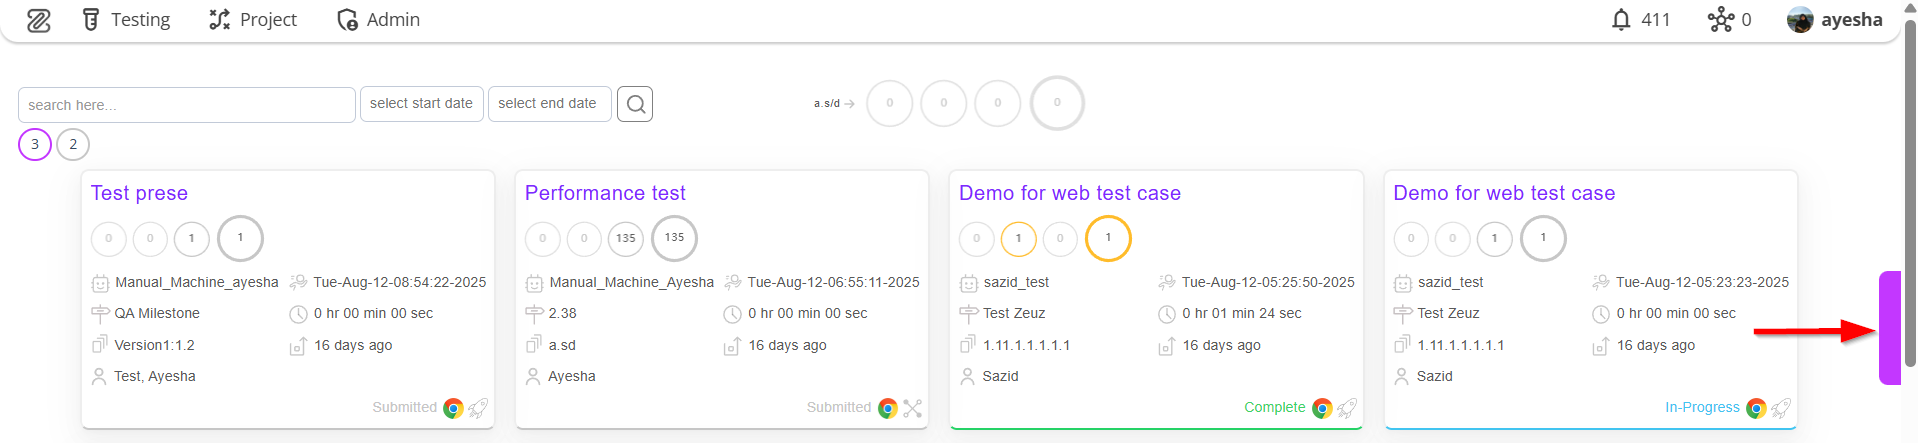 Testing Project Admin 411 0 ayesha
search here... select start date select end date a.s/d 0 0 0 0
3 2
Test prese
0 0 1 1
Manual_Machine_ayesha Tue-Aug-12-08:54:22-2025
QA Milestone 0 hr 00 min 00 sec
Version1:1.2 16 days ago
Test, Ayesha
Submitted
Performance test
0 0 135 135
Manual_Machine_Ayesha Tue-Aug-12-06:55:11-2025
2.38 0 hr 00 min 00 sec
a.sd 16 days ago
Ayesha
Submitted
Demo for web test case
0 1 0 1
sazid_test Tue-Aug-12-05:25:50-2025
Test Zeuz 0 hr 01 min 24 sec
1.11.1.1.1.1.1 16 days ago
Sazid
Complete
Demo for web test case
0 0 1 1
sazid_test Tue-Aug-12-05:23:23-2025
Test Zeuz 0 hr 00 min 00 sec
1.11.1.1.1.1.1 16 days ago
Sazid
In-Progress